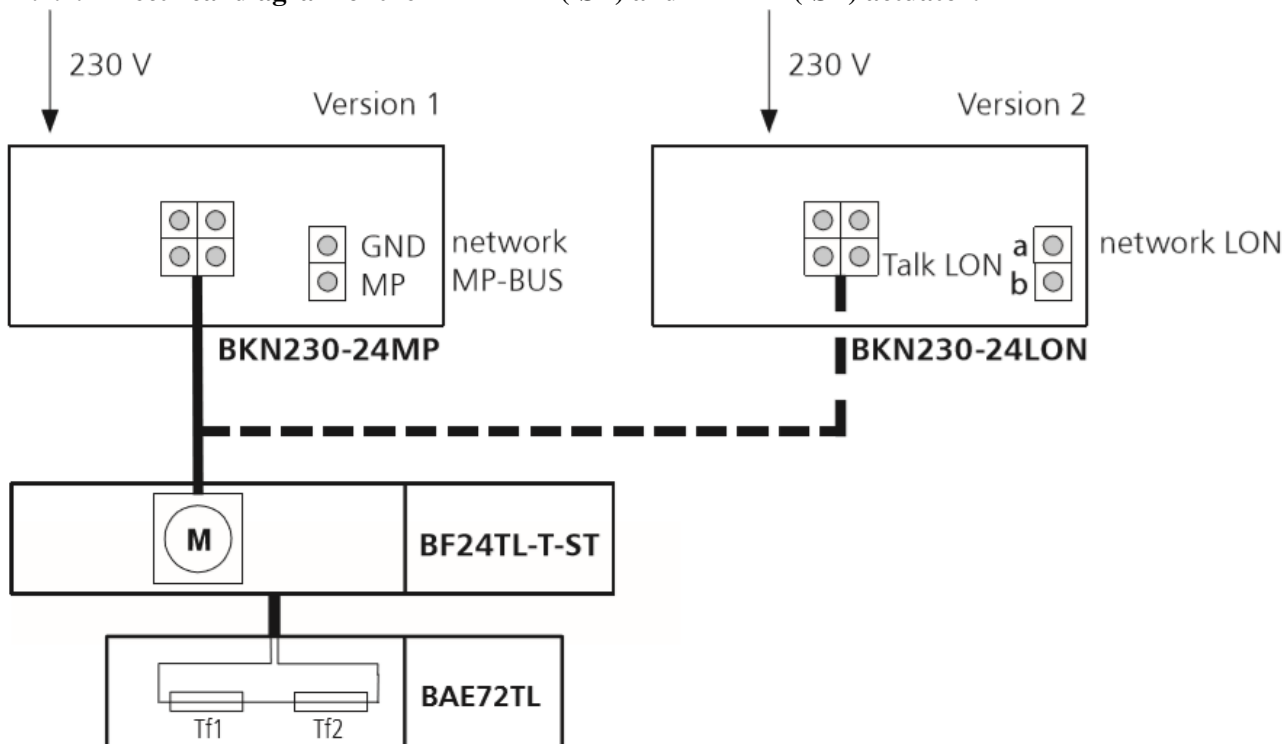 230 V
230 V
Version 1
Version 2
GND
network
MP
MP-BUS
Talk LON
a
b
network LON
BKN230-24MP
BKN230-24LON
M
BF24TL-T-ST
BAE72TL
Tf1
Tf2